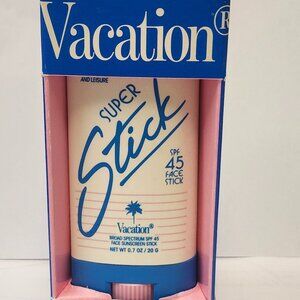 Vacation®
AND LEISURE
SUPER
Stick
SPF
45
FACE
STICK
Vacation®
BROAD SPECTRUM SPF 45
FACE SUNSCREEN STICK
NET WT 0.7 OZ / 20 G